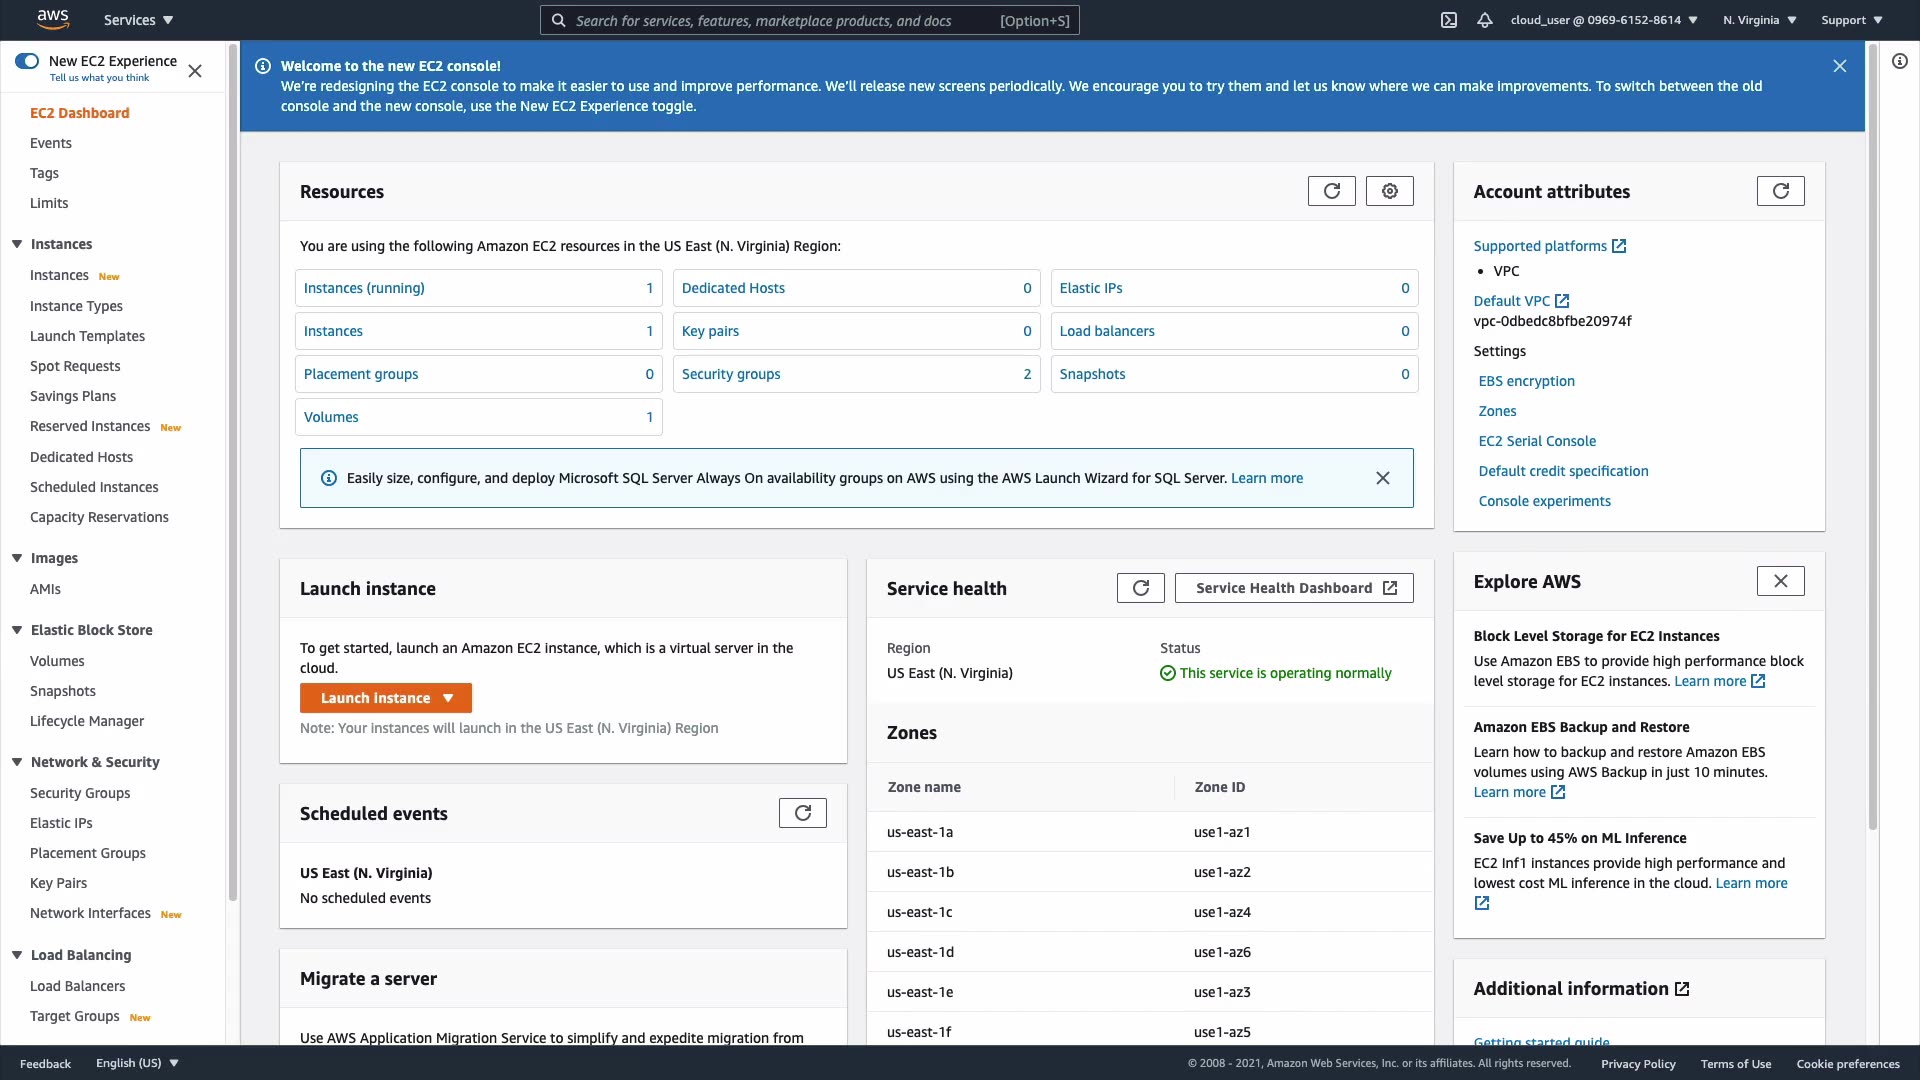 aws
Services
Search for services, features, marketplace products, and docs
[Option+S]
cloud_user @ 0969-6152-8614
N. Virginia
Support
New EC2 Experience
Tell us what you think
EC2 Dashboard
Events
Tags
Limits
Instances
Instances New
Instance Types
Launch Templates
Spot Requests
Savings Plans
Reserved Instances New
Dedicated Hosts
Scheduled Instances
Capacity Reservations
Images
AMIs
Elastic Block Store
Volumes
Snapshots
Lifecycle Manager
Network & Security
Security Groups
Elastic IPs
Placement Groups
Key Pairs
Network Interfaces New
Load Balancing
Load Balancers
Target Groups New
Welcome to the new EC2 console!
We're redesigning the EC2 console to make it easier to use and improve performance. We'll release new screens periodically. We encourage you to try them and let us know where we can make improvements. To switch between the old
console and the new console, use the New EC2 Experience toggle.
Resources
You are using the following Amazon EC2 resources in the US East (N. Virginia) Region:
Instances (running) 1
Dedicated Hosts 0
Elastic IPs 0
Instances 1
Key pairs 0
Load balancers 0
Placement groups 0
Security groups 2
Snapshots 0
Volumes 1
Easily size, configure, and deploy Microsoft SQL Server Always On availability groups on AWS using the AWS Launch Wizard for SQL Server. Learn more
Launch instance
To get started, launch an Amazon EC2 instance, which is a virtual server in the
cloud.
Launch instance
Note: Your instances will launch in the US East (N. Virginia) Region
Scheduled events
US East (N. Virginia)
No scheduled events
Migrate a server
Use AWS Application Migration Service to simplify and expedite migration from
Service health
Service Health Dashboard
Region
US East (N. Virginia)
Status
This service is operating normally
Zones
Zone name Zone ID
us-east-1a use1-az1
us-east-1b use1-az2
us-east-1c use1-az4
us-east-1d use1-az6
us-east-1e use1-az3
us-east-1f use1-az5
Account attributes
Supported platforms
• VPC
Default VPC
vpc-0dbedc8bfbe20974f
Settings
EBS encryption
Zones
EC2 Serial Console
Default credit specification
Console experiments
Explore AWS
Block Level Storage for EC2 Instances
Use Amazon EBS to provide high performance block
level storage for EC2 instances. Learn more
Amazon EBS Backup and Restore
Learn how to backup and restore Amazon EBS
volumes using AWS Backup in just 10 minutes.
Learn more
Save Up to 45% on ML Inference
EC2 Inf1 instances provide high performance and
lowest cost ML inference in the cloud. Learn more
Additional information
Getting started guide
Feedback
English (US)
© 2008 - 2021, Amazon Web Services, Inc. or its affiliates. All rights reserved.
Privacy Policy
Terms of Use
Cookie preferences